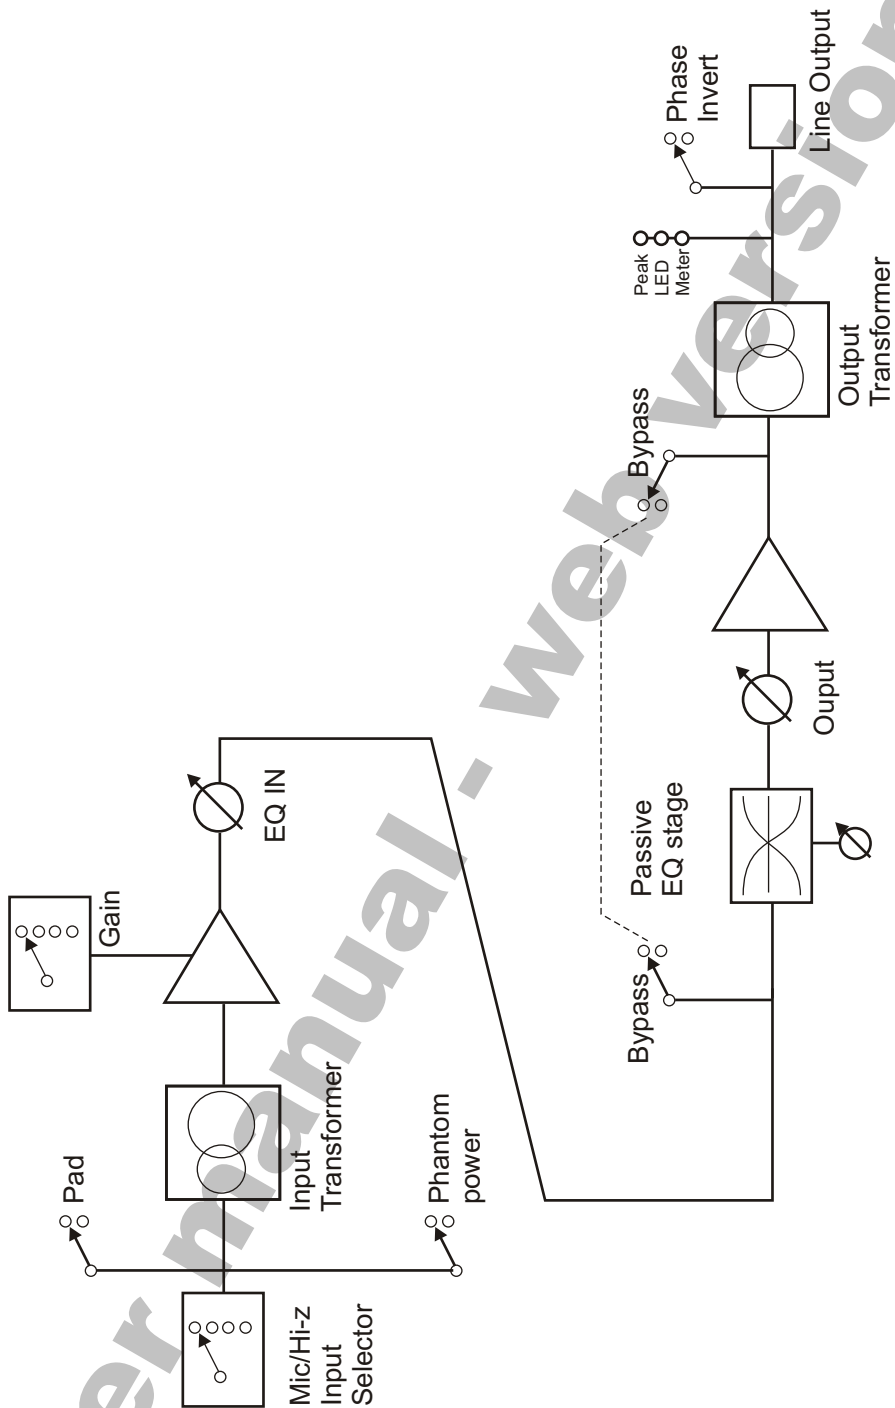 Mic/Hi-z
Input
Selector
Pad
Phantom
power
Input
Transformer
Gain
EQ IN
Bypass
Passive
EQ stage
Ouput
Bypass
Output
Transformer
Peak
LED
Meter
Phase
Invert
Line Output
er manual - web version